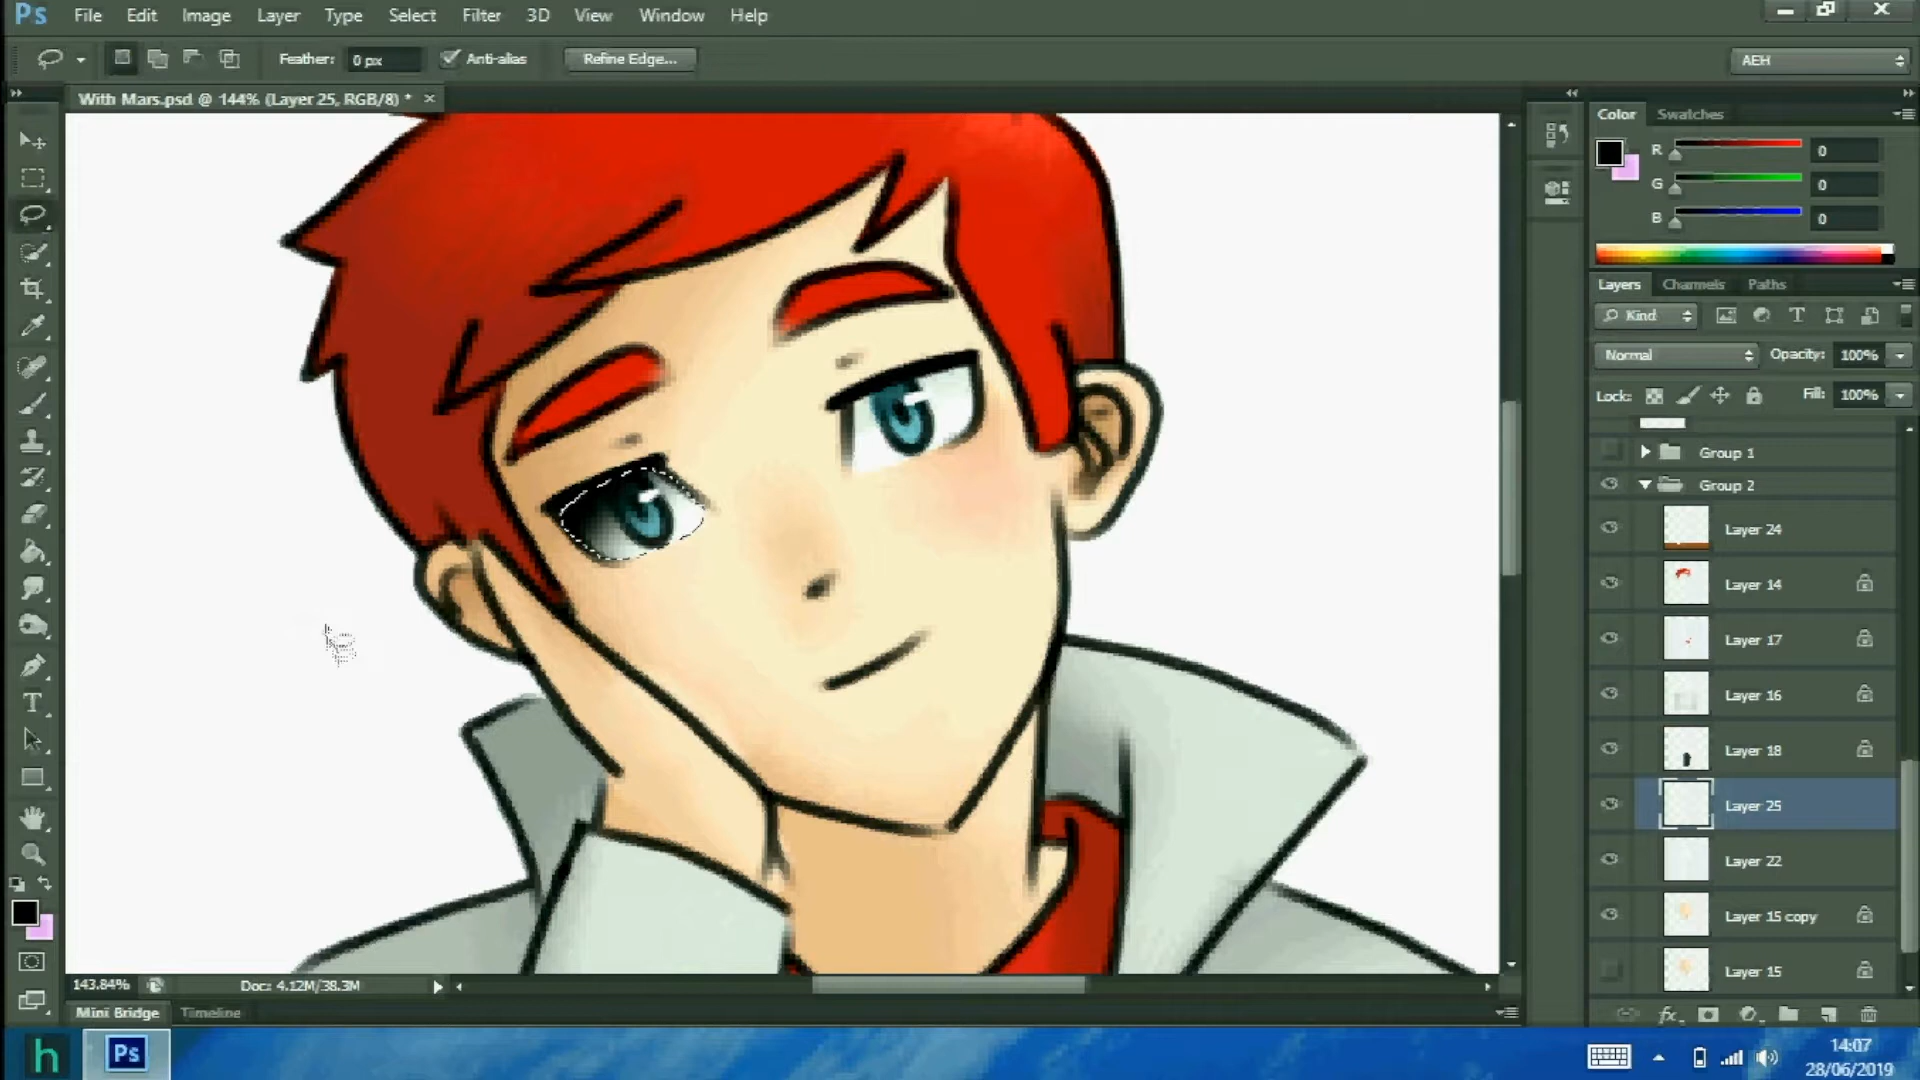 Ps File Edit Image Layer Type Select Filter 3D View Window Help
Feather: 0 px Anti-alias Refine Edge... AEH
With Mars.psd @ 144% (Layer 25, RGB/8) *
Color Swatches
R 0
G 0
B 0
Layers Channels Paths
Kind
Normal Opacity: 100%
Lock: Fill: 100%
Group 1
Group 2
Layer 24
Layer 14
Layer 17
Layer 16
Layer 18
Layer 25
Layer 22
Layer 15 copy
Layer 15
T
fx
143.84% Doc: 4.12M/38.3M
Mini Bridge Timeline
h Ps
14:07
28/06/2019